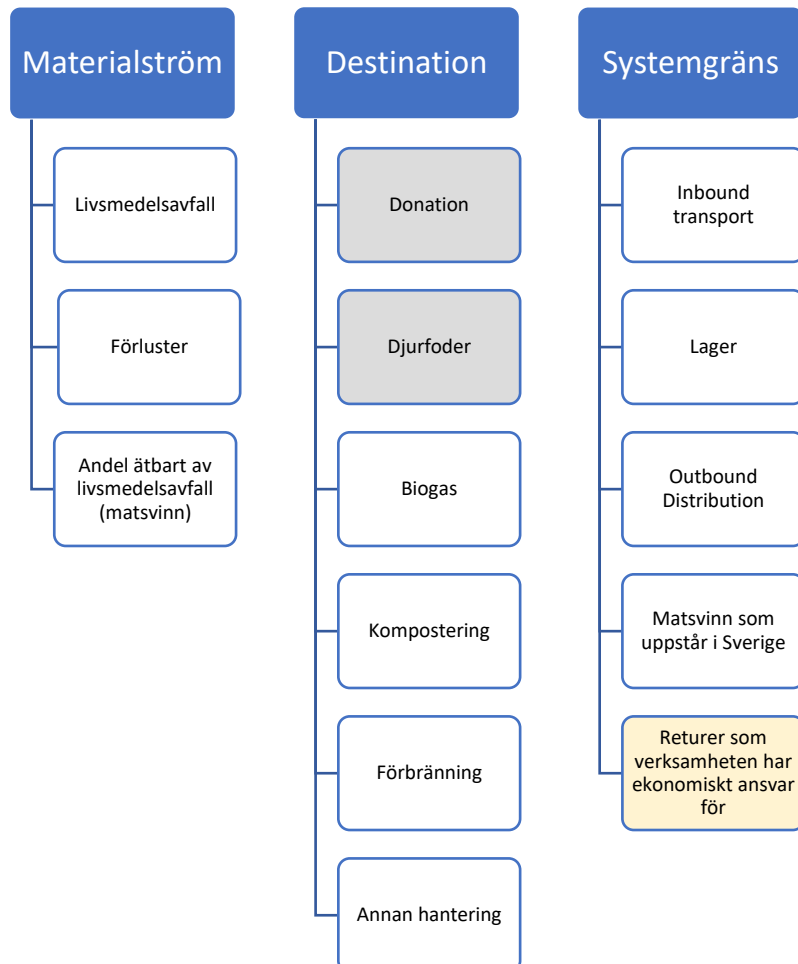 Materialström
Livsmedelsavfall
Förluster
Andel ätbart av
livsmedelsavfall
(matsvinn)
Destination
Donation
Djurfoder
Biogas
Kompostering
Förbränning
Annan hantering
Systemgräns
Inbound
transport
Lager
Outbound
Distribution
Matsvinn som
uppstår i Sverige
Returer som
verksamheten har
ekonomiskt ansvar
för